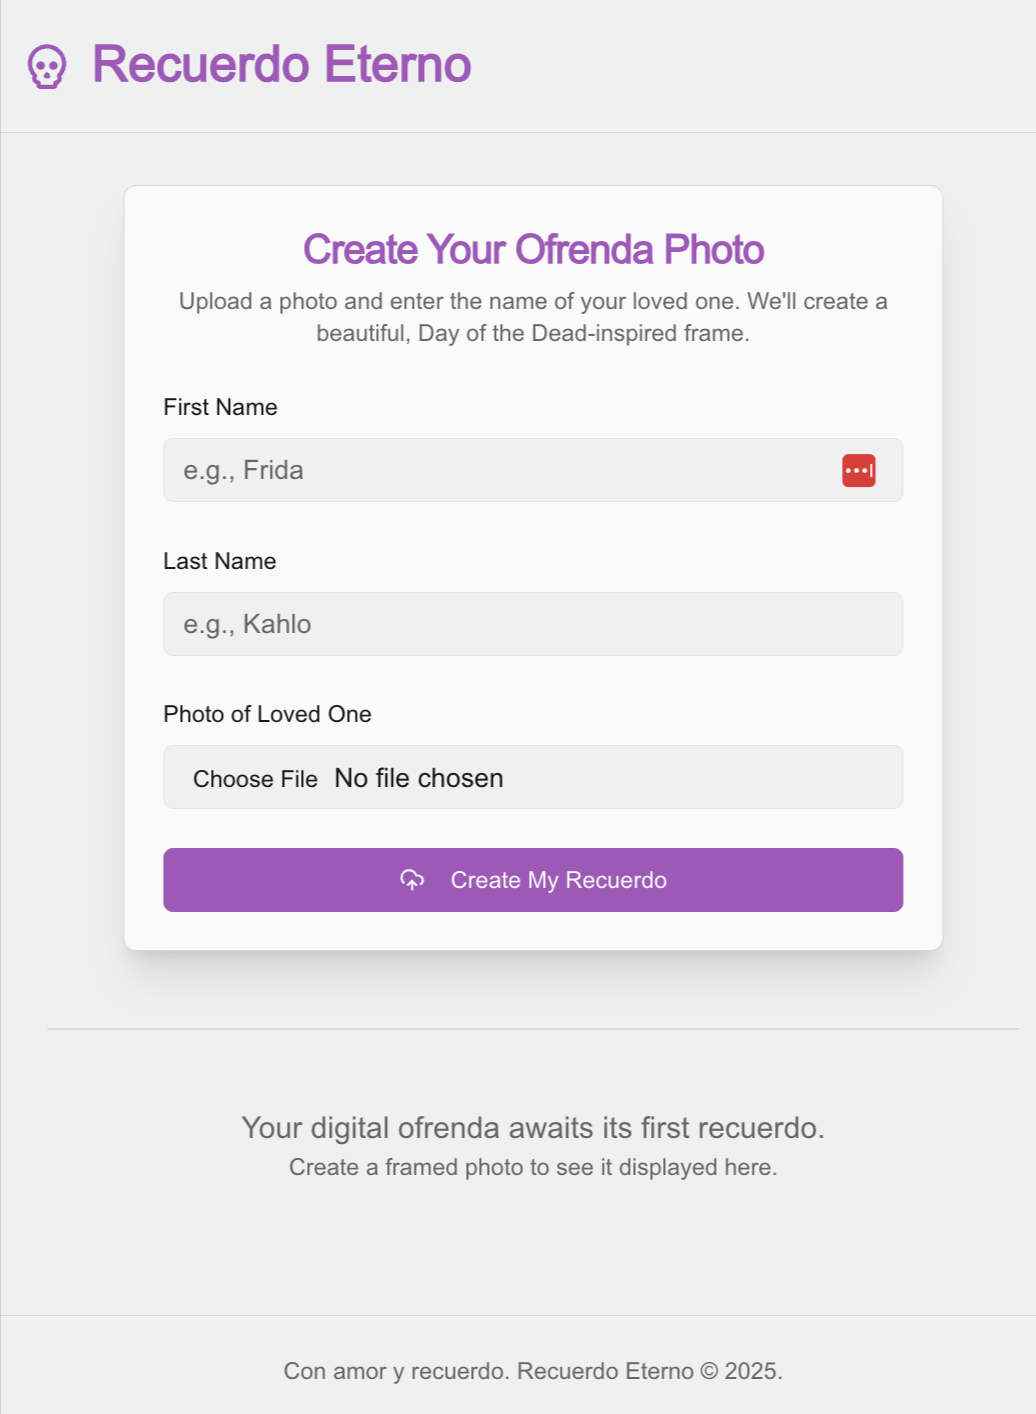 Recuerdo Eterno
Create Your Ofrenda Photo
Upload a photo and enter the name of your loved one. We'll create a
beautiful, Day of the Dead-inspired frame.
First Name
e.g., Frida
Last Name
e.g., Kahlo
Photo of Loved One
Choose File No file chosen
Create My Recuerdo
Your digital ofrenda awaits its first recuerdo.
Create a framed photo to see it displayed here.
Con amor y recuerdo. Recuerdo Eterno © 2025.